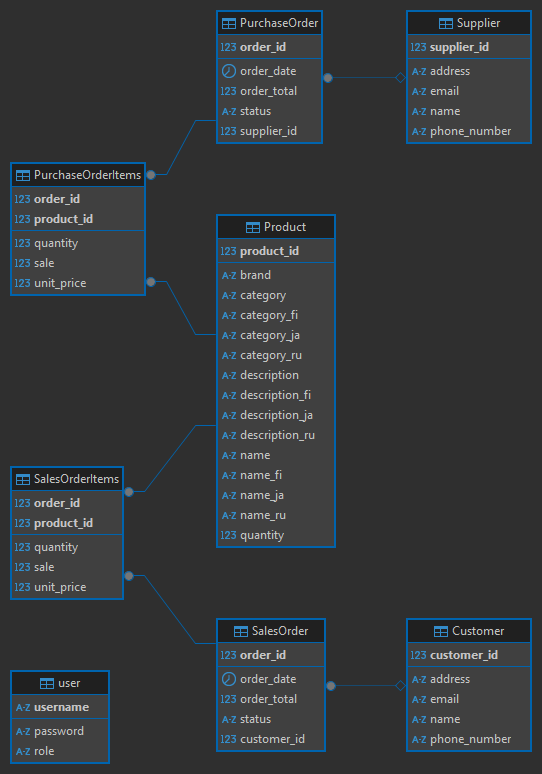 PurchaseOrder
123 order_id
order_date
123 order_total
A-Z status
123 supplier_id
Supplier
123 supplier_id
A-Z address
A-Z email
A-Z name
A-Z phone_number
PurchaseOrderItems
123 order_id
123 product_id
123 quantity
123 sale
123 unit_price
Product
123 product_id
A-Z brand
A-Z category
A-Z category_fi
A-Z category_ja
A-Z category_ru
A-Z description
A-Z description_fi
A-Z description_ja
A-Z description_ru
A-Z name
A-Z name_fi
A-Z name_ja
A-Z name_ru
123 quantity
SalesOrderItems
123 order_id
123 product_id
123 quantity
123 sale
123 unit_price
SalesOrder
123 order_id
order_date
123 order_total
A-Z status
123 customer_id
Customer
123 customer_id
A-Z address
A-Z email
A-Z name
A-Z phone_number
user
A-Z username
A-Z password
A-Z role